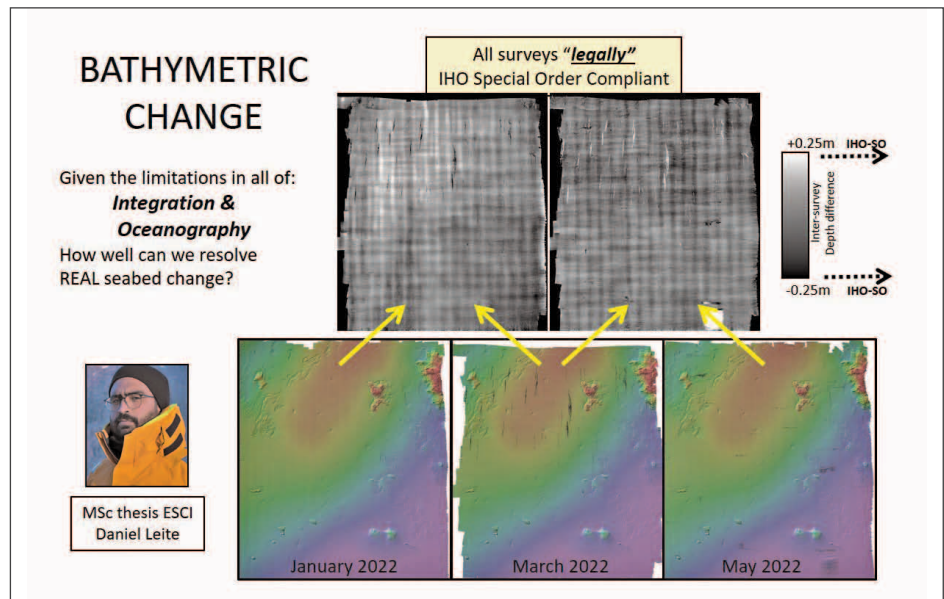 BATHYMETRIC
CHANGE
Given the limitations in all of:
Integration &
Oceanography
How well can we resolve
REAL seabed change?
All surveys “legally”
IHO Special Order Compliant
+0.25m IHO-SO
Inter-survey
Depth difference
-0.25m IHO-SO
MSc thesis ESCI
Daniel Leite
January 2022
March 2022
May 2022